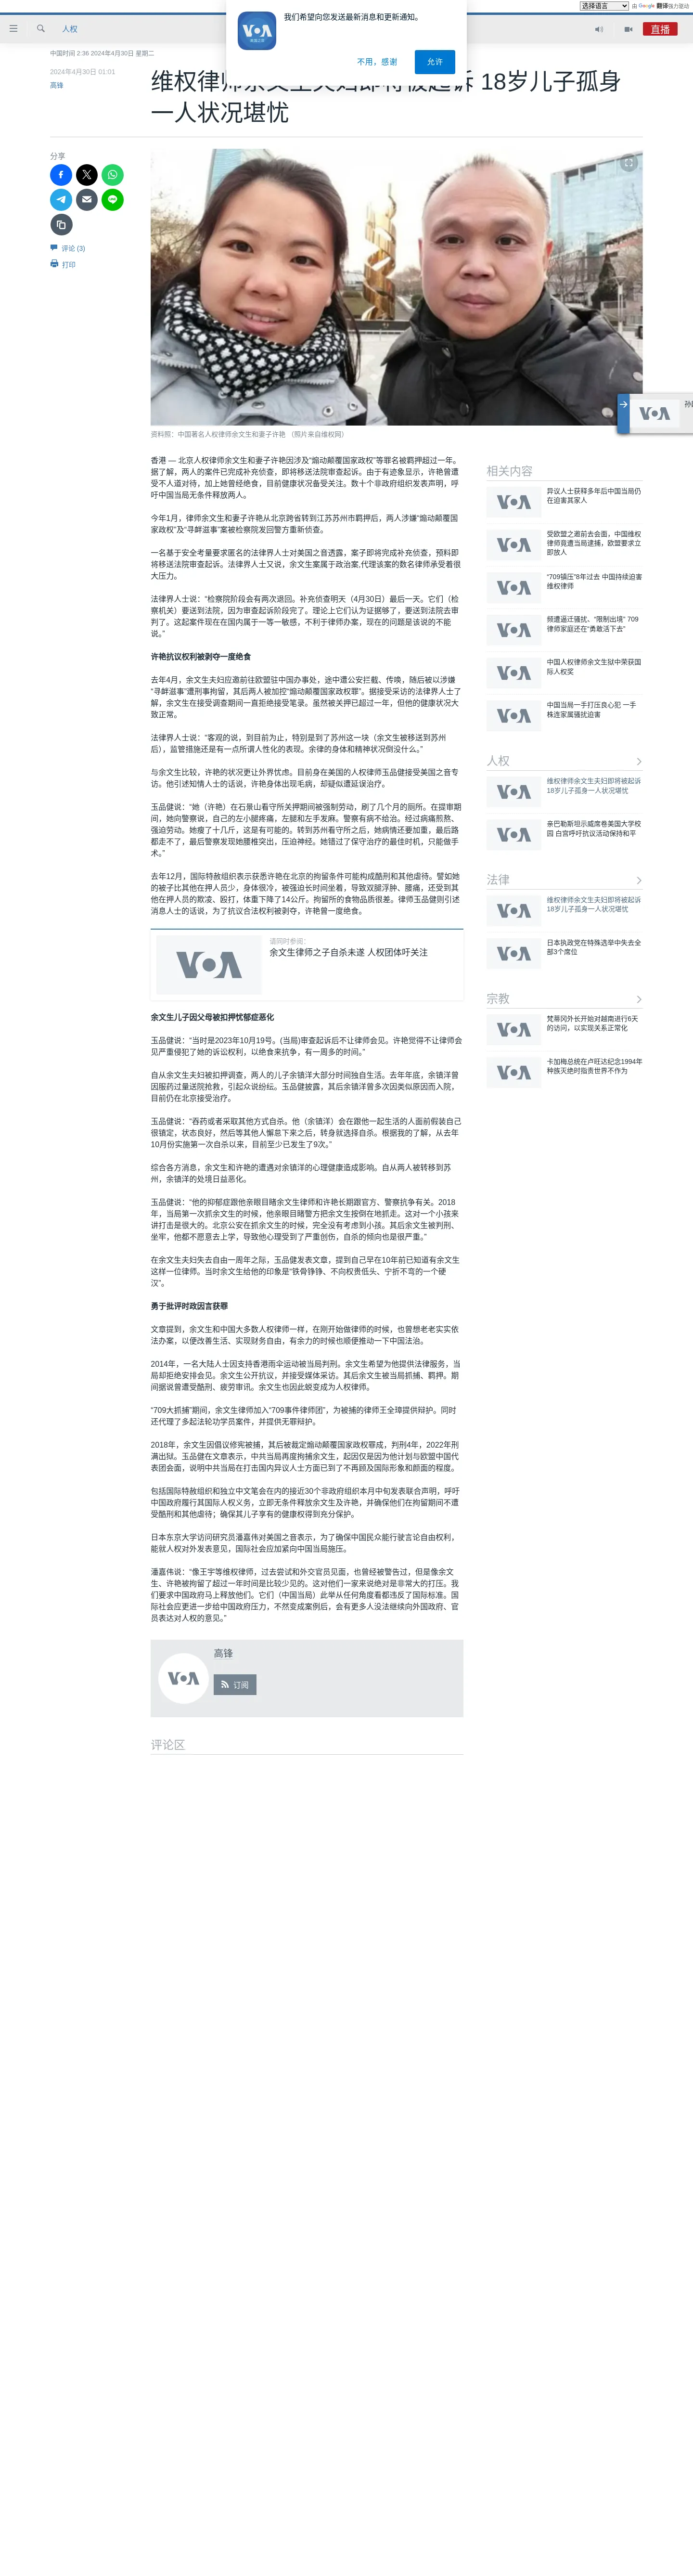 选择语言
由 Google 翻译强力驱动
VOA
美国之音
我们希望向您发送最新消息和更新通知。
不用，感谢
允许
人权
直播
中国时间 2:36 2024年4月30日 星期二
2024年4月30日 01:01
高锋
18岁儿子孤身
一人状况堪忧
分享
评论 (3)
打印
资料照：中国著名人权律师余文生和妻子许艳 （照片来自维权网）
香港 — 北京人权律师余文生和妻子许艳因涉及“煽动颠覆国家政权”等罪名被羁押超过一年。
据了解，两人的案件已完成补充侦查，即将移送法院审查起诉。由于有迹象显示，许艳曾遭
受不人道对待，加上她曾经绝食，目前健康状况备受关注。数十个非政府组织发表声明，呼
吁中国当局无条件释放两人。
今年1月，律师余文生和妻子许艳从北京跨省转到江苏苏州市羁押后，两人涉嫌“煽动颠覆国
家政权”及“寻衅滋事”案被检察院发回警方重新侦查。
一名基于安全考量要求匿名的法律界人士对美国之音透露，案子即将完成补充侦查，预料即
将移送法院审查起诉。法律界人士又说，余文生案属于政治案,代理该案的数名律师承受着很
大压力。
法律界人士说：“检察院阶段会有两次退回。补充侦查明天（4月30日）最后一天。它们（检
察机关）要送到法院，因为审查起诉阶段完了。理论上它们认为证据够了，要送到法院去审
判了。这起案件现在在国内属于一等一敏感，不利于律师办案，现在的问题是该说的不能
说。”
许艳抗议权利被剥夺一度绝食
去年4月，余文生夫妇应邀前往欧盟驻中国办事处，途中遭公安拦截、传唤，随后被以涉嫌
“寻衅滋事”遭刑事拘留，其后两人被加控“煽动颠覆国家政权罪”。据接受采访的法律界人士了
解，余文生在接受调查期间一直拒绝接受笔录。虽然被关押已超过一年，但他的健康状况大
致正常。
法律界人士说：“客观的说，到目前为止，特别是到了苏州这一块（余文生被移送到苏州
后），监管措施还是有一点所谓人性化的表现。余律的身体和精神状况倒没什么。”
与余文生比较，许艳的状况更让外界忧虑。目前身在美国的人权律师玉品健接受美国之音专
访。他引述知情人士的话说，许艳身体出现毛病，却疑似遭延误治疗。
玉品健说：“她（许艳）在石景山看守所关押期间被强制劳动，刷了几个月的厕所。在提审期
间，她向警察说，自己的左小腿疼痛，左腿和左手发麻。警察有病不给治。经过病痛煎熬、
强迫劳动。她瘦了十几斤，这是有可能的。转到苏州看守所之后，她病情还要加重，最后路
都走不了，最后警察发现她腰椎突出，压迫神经。她错过了保守治疗的最佳时机，只能做手
术。”
去年12月，国际特赦组织表示获悉许艳在北京的拘留条件可能构成酷刑和其他虐待。譬如她
的被子比其他在押人员少，身体很冷，被强迫长时间坐着，导致双腿浮肿、腰痛，还受到其
他在押人员的欺凌、殴打，体重下降了14公斤。拘留所的食物品质很差。律师玉品健则引述
消息人士的话说，为了抗议合法权利被剥夺，许艳曾一度绝食。
请同时参阅：
余文生律师之子自杀未遂 人权团体吁关注
余文生儿子因父母被扣押忧郁症恶化
玉品健说：“当时是2023年10月19号。(当局)审查起诉后不让律师会见。许艳觉得不让律师会
见严重侵犯了她的诉讼权利，以绝食来抗争，有一周多的时间。”
自从余文生夫妇被扣押调查，两人的儿子余镇洋大部分时间独自生活。去年年底，余镇洋曾
因服药过量送院抢救，引起众说纷纭。玉品健披露，其后余镇洋曾多次因类似原因而入院，
目前仍在北京接受治疗。
玉品健说：“吞药或者采取其他方式自杀。他（余镇洋）会在跟他一起生活的人面前假装自己
很镇定，状态良好，然后等其他人懈怠下来之后，转身就选择自杀。根据我的了解，从去年
10月份实施第一次自杀以来，目前至少已发生了9次。”
综合各方消息，余文生和许艳的遭遇对余镇洋的心理健康造成影响。自从两人被转移到苏
州，余镇洋的处境日益恶化。
玉品健说：“他的抑郁症跟他亲眼目睹余文生律师和许艳长期跟官方、警察抗争有关。2018
年，当局第一次抓余文生的时候，他亲眼目睹警方把余文生按倒在地抓走。这对一个小孩来
讲打击是很大的。北京公安在抓余文生的时候，完全没有考虑到小孩。其后余文生被判刑、
坐牢，他都不愿意去上学，导致他心理受到了严重创伤，自杀的倾向也是很严重。”
在余文生夫妇失去自由一周年之际，玉品健发表文章，提到自己早在10年前已知道有余文生
这样一位律师。当时余文生给他的印象是“铁骨铮铮、不向权贵低头、宁折不弯的一个硬
汉”。
勇于批评时政因言获罪
文章提到，余文生和中国大多数人权律师一样，在刚开始做律师的时候，也曾想老老实实依
法办案，以便改善生活、实现财务自由，有余力的时候也顺便推动一下中国法治。
2014年，一名大陆人士因支持香港雨伞运动被当局判刑。余文生希望为他提供法律服务，当
局却拒绝安排会见。余文生公开抗议，并接受媒体采访。其后余文生被当局抓捕、羁押。期
间据说曾遭受酷刑、疲劳审讯。余文生也因此蜕变成为人权律师。
“709大抓捕”期间，余文生律师加入“709事件律师团”，为被捕的律师王全璋提供辩护。同时
还代理了多起法轮功学员案件，并提供无罪辩护。
2018年，余文生因倡议修宪被捕，其后被裁定煽动颠覆国家政权罪成，判刑4年，2022年刑
满出狱。玉品健在文章表示，中共当局再度拘捕余文生，起因仅是因为他计划与欧盟中国代
表团会面，说明中共当局在打击国内异议人士方面已到了不再顾及国际形象和颜面的程度。
包括国际特赦组织和独立中文笔会在内的接近30个非政府组织本月中旬发表联合声明，呼吁
中国政府履行其国际人权义务，立即无条件释放余文生及许艳，并确保他们在拘留期间不遭
受酷刑和其他虐待；确保其儿子享有的健康权得到充分保护。
日本东京大学访问研究员潘嘉伟对美国之音表示，为了确保中国民众能行驶言论自由权利，
能就人权对外发表意见，国际社会应加紧向中国当局施压。
潘嘉伟说：“像王宇等维权律师，过去尝试和外交官员见面，也曾经被警告过，但是像余文
生、许艳被拘留了超过一年时间是比较少见的。这对他们一家来说绝对是非常大的打压。我
们要求中国政府马上释放他们。它们（中国当局）此举从任何角度看都违反了国际标准。国
际社会应更进一步给中国政府压力，不然变成案例后，会有更多人没法继续向外国政府、官
员表达对人权的意见。”
高锋
订阅
评论区
孙
相关内容
异议人士获释多年后中国当局仍
在迫害其家人
受欧盟之邀前去会面，中国维权
律师竟遭当局逮捕，欧盟要求立
即放人
“709镇压”8年过去 中国持续迫害
维权律师
频遭逼迁骚扰、“限制出境” 709
律师家庭还在“勇敢活下去”
中国人权律师余文生狱中荣获国
际人权奖
中国当局一手打压良心犯 一手
株连家属骚扰迫害
人权
维权律师余文生夫妇即将被起诉
18岁儿子孤身一人状况堪忧
亲巴勒斯坦示威席卷美国大学校
园 白宫呼吁抗议活动保持和平
法律
维权律师余文生夫妇即将被起诉
18岁儿子孤身一人状况堪忧
日本执政党在特殊选举中失去全
部3个席位
宗教
梵蒂冈外长开始对越南进行6天
的访问，以实现关系正常化
卡加梅总统在卢旺达纪念1994年
种族灭绝时指责世界不作为